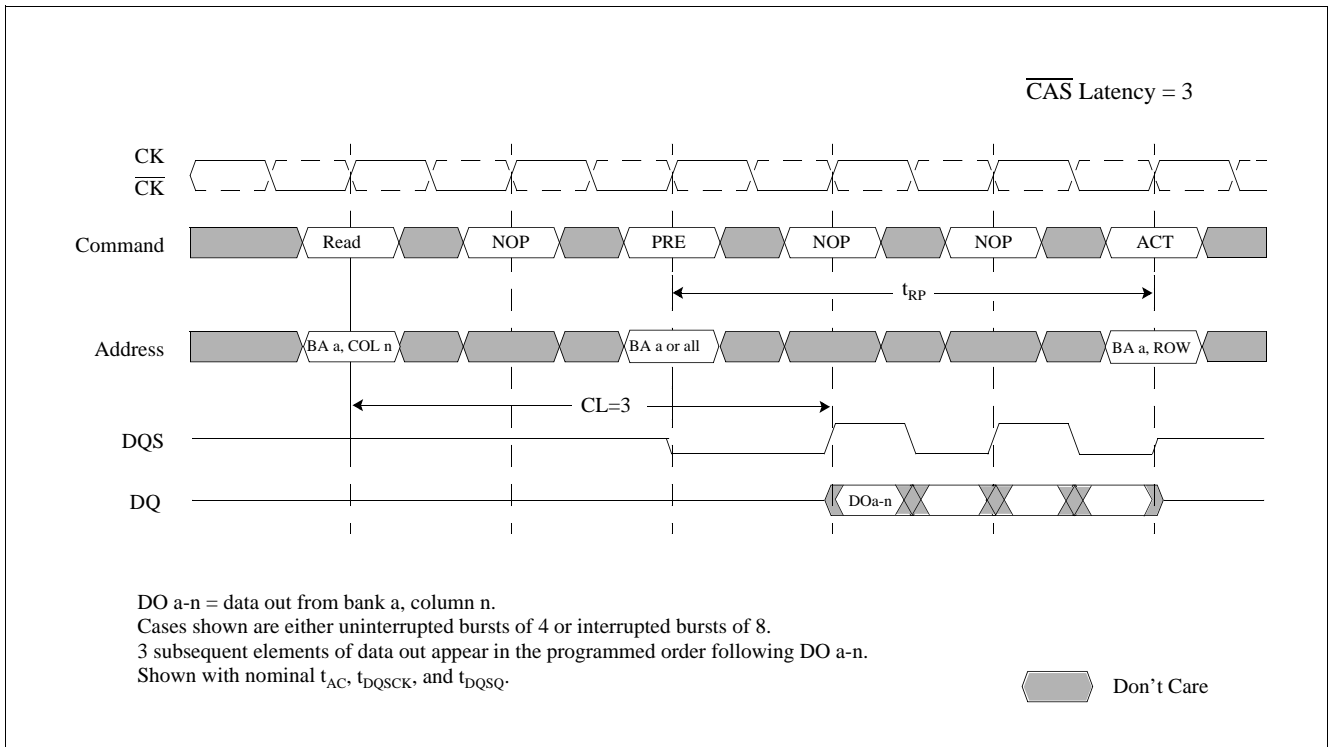 CAS Latency = 3
CK
CK
Command
Read
NOP
PRE
NOP
NOP
ACT
tRP
Address
BA a, COL n
BA a or all
BA a, ROW
CL=3
DQS
DQ
DOa-n
DO a-n = data out from bank a, column n.
Cases shown are either uninterrupted bursts of 4 or interrupted bursts of 8.
3 subsequent elements of data out appear in the programmed order following DO a-n.
Shown with nominal tAC, tDQSCK, and tDQSQ.
Don't Care